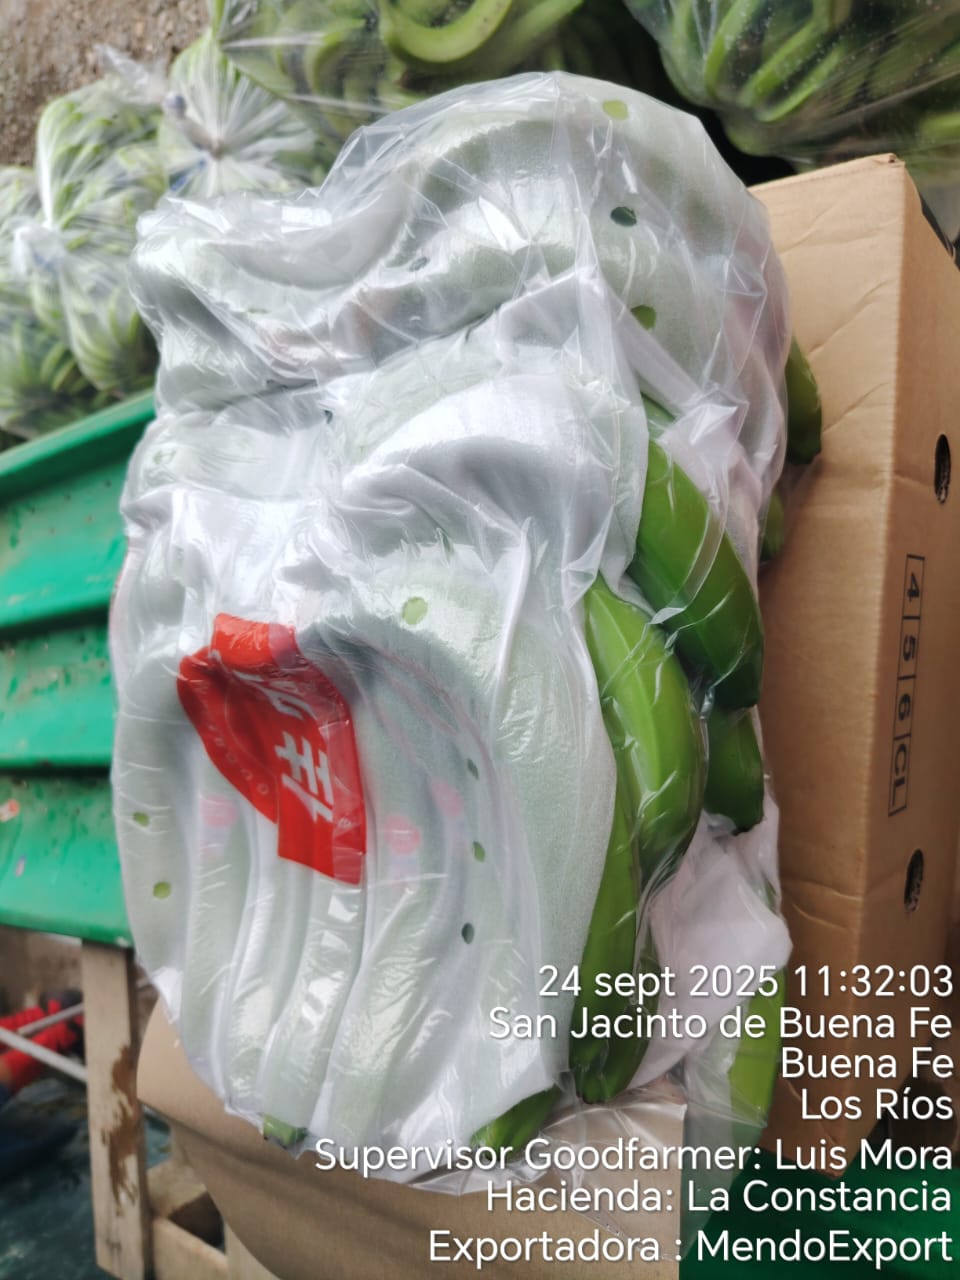 佳
4 5 6 CL
24 sept 2025 11:32:03
San Jacinto de Buena Fe
Buena Fe
Los Ríos
Supervisor Goodfarmer: Luis Mora
Hacienda: La Constancia
Exportadora : MendoExport